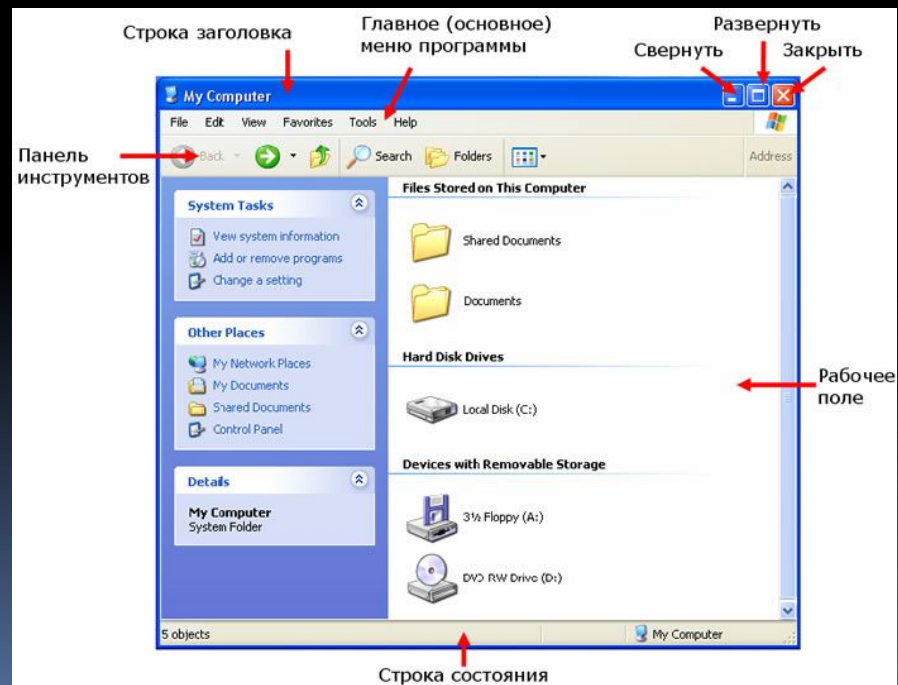 Строка заголовка
Главное (основное)
меню программы
Развернуть
Свернуть
Закрыть
My Computer
File Edit View Favorites Tools Help
Панель
инструментов
Back
Search
Folders
Address
System Tasks
View system information
Add or remove programs
Change a setting
Other Places
My Network Places
My Documents
Shared Documents
Control Panel
Details
My Computer
System Folder
Files Stored on This Computer
Shared Documents
Documents
Hard Disk Drives
Local Disk (C:)
Devices with Removable Storage
3½ Floppy (A:)
DVD RW Drive (D:)
Рабочее
поле
5 objects
My Computer
Строка состояния